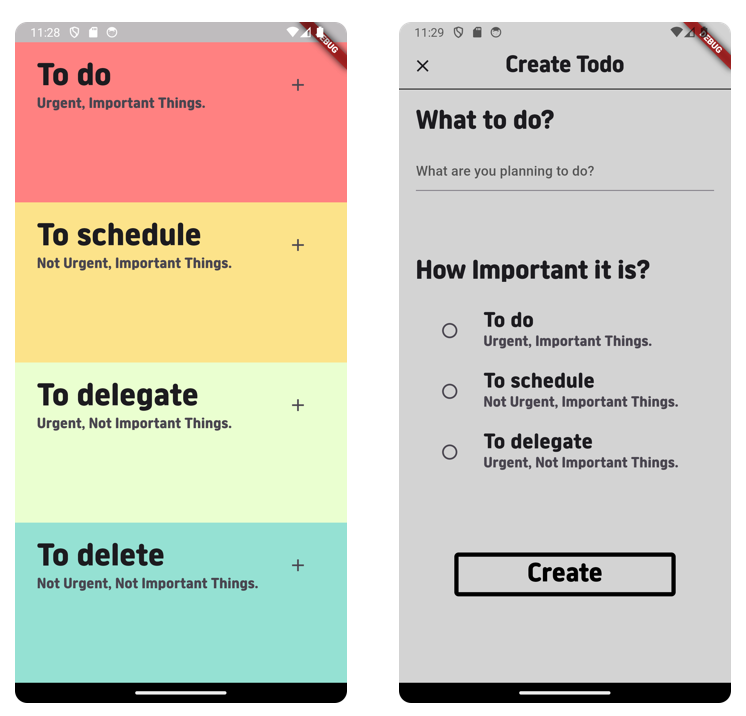 11:28
DEBUG
To do
Urgent, Important Things.
To schedule
Not Urgent, Important Things.
To delegate
Urgent, Not Important Things.
To delete
Not Urgent, Not Important Things.
11:29
DEBUG
Create Todo
What to do?
What are you planning to do?
How Important it is?
To do
Urgent, Important Things.
To schedule
Not Urgent, Important Things.
To delegate
Urgent, Not Important Things.
Create